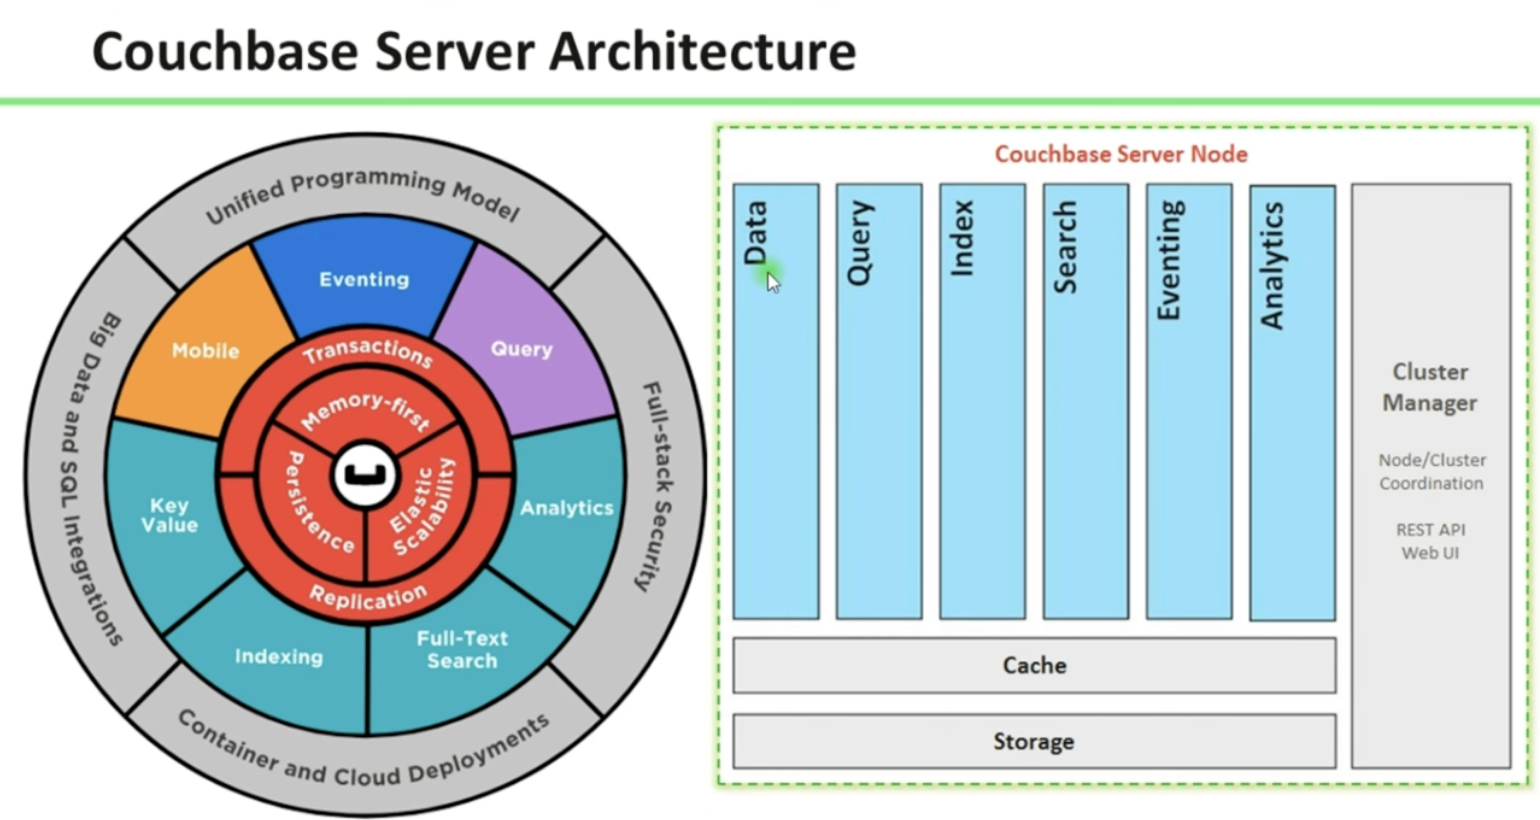 Couchbase Server Architecture
Unified Programming Model
Big Data and SQL Integrations
Full-stack Security
Container and Cloud Deployments
Eventing
Mobile
Query
Key
Value
Analytics
Indexing
Full-Text
Search
Transactions
Replication
Memory-first
Persistence
Elastic
Scalability
Couchbase Server Node
Data
Query
Index
Search
Eventing
Analytics
Cluster
Manager
Node/Cluster
Coordination
REST API
Web UI
Cache
Storage